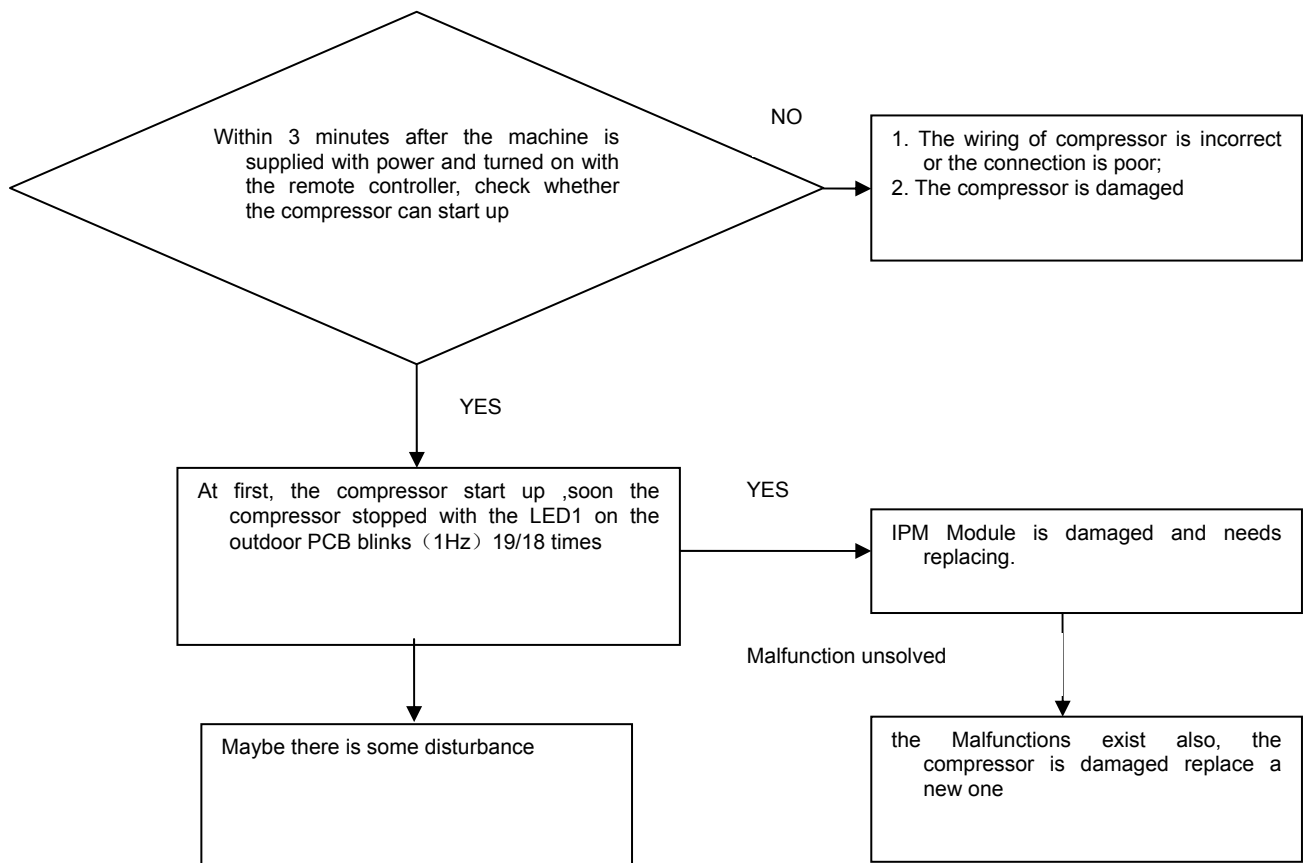 Within 3 minutes after the machine is
supplied with power and turned on with
the remote controller, check whether
the compressor can start up
NO
1. The wiring of compressor is incorrect
or the connection is poor;
2. The compressor is damaged
YES
At first, the compressor start up ,soon the
compressor stopped with the LED1 on the
outdoor PCB blinks（1Hz）19/18 times
YES
IPM Module is damaged and needs
replacing.
Malfunction unsolved
Maybe there is some disturbance
the Malfunctions exist also, the
compressor is damaged replace a
new one